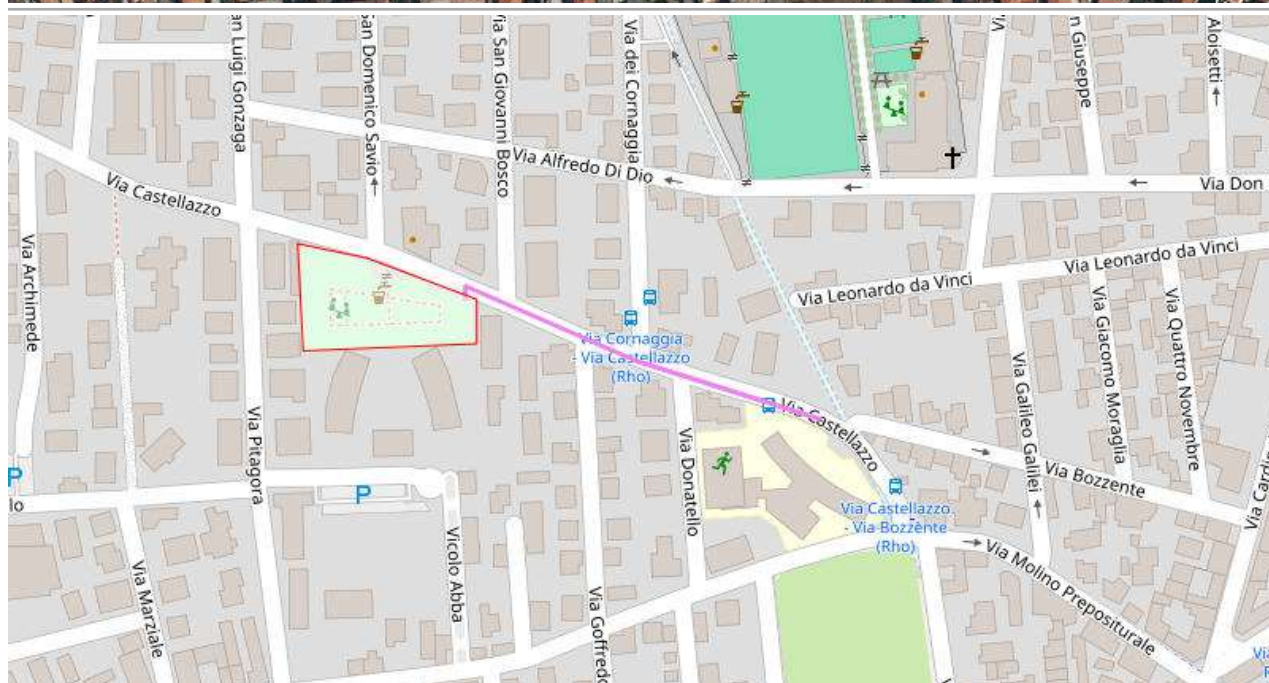 an Luigi Gonzaga
San Domenico Savio
Via San Giovanni Bosco
Via dei Cornaggia
n Giuseppe
Aloisetti
Via Alfredo Di Dio
Via Don
Via Castellazzo
Via Archimede
Via Leonardo da Vinci
Via Leonardo da Vinci
Via Cornaggia
- Via Castellazzo
(Rho)
Via Giacomo Moraglia
Via Quattro Novembre
Via Galileo Galilei
Via Castellazzo
Via Pitagora
Via Donatello
Via Bozzente
P
P
lo
Via Castellazzo
- Via Bozzente
(Rho)
Vicolo Abba
Via Marziale
Via Goffredo
Via Molino Prepositurale